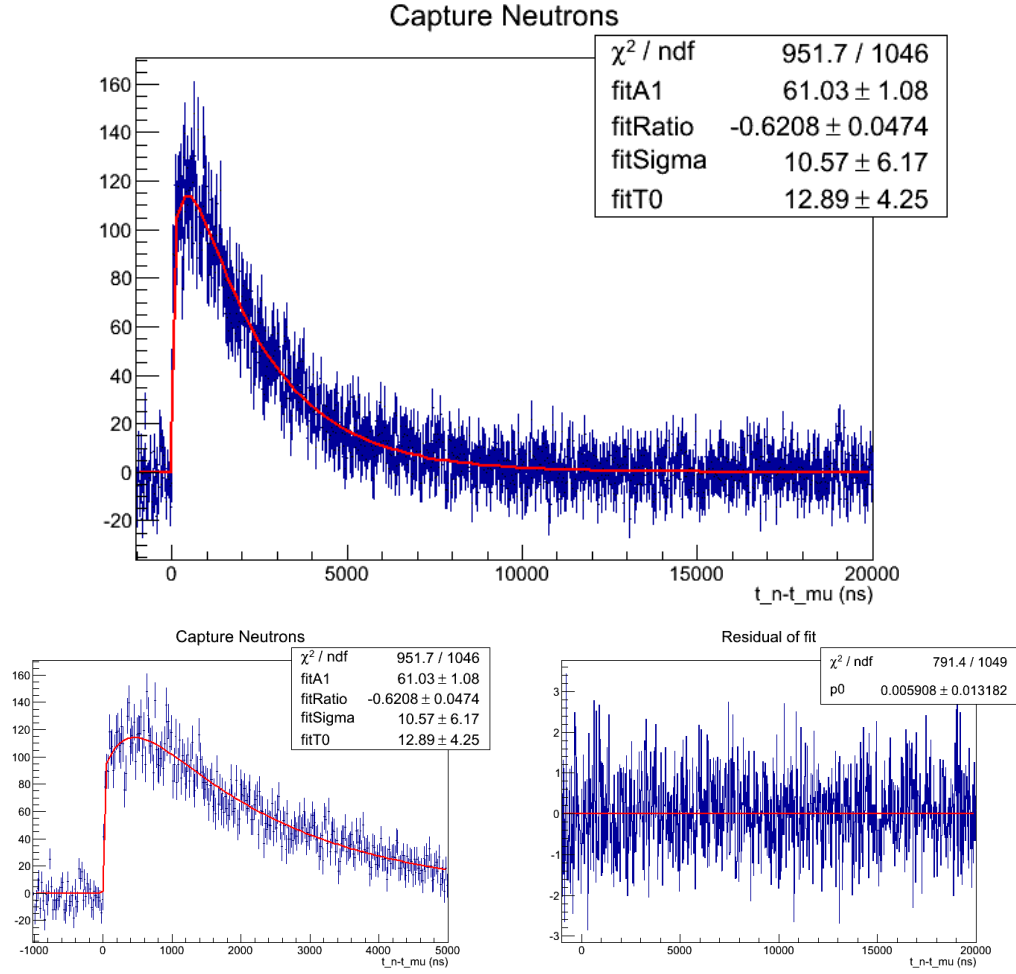 Capture Neutrons
χ² / ndf 951.7 / 1046
fitA1 61.03 ± 1.08
fitRatio -0.6208 ± 0.0474
fitSigma 10.57 ± 6.17
fitT0 12.89 ± 4.25
160
140
120
100
80
60
40
20
0
-20
0 5000 10000 15000 20000
t_n-t_mu (ns)
Capture Neutrons
χ² / ndf 951.7 / 1046
fitA1 61.03 ± 1.08
fitRatio -0.6208 ± 0.0474
fitSigma 10.57 ± 6.17
fitT0 12.89 ± 4.25
160
140
120
100
80
60
40
20
0
-20
-1000 0 1000 2000 3000 4000 5000
t_n-t_mu (ns)
Residual of fit
χ² / ndf 791.4 / 1049
p0 0.005908 ± 0.013182
3
2
1
0
-1
-2
-3
0 5000 10000 15000 20000
t_n-t_mu (ns)